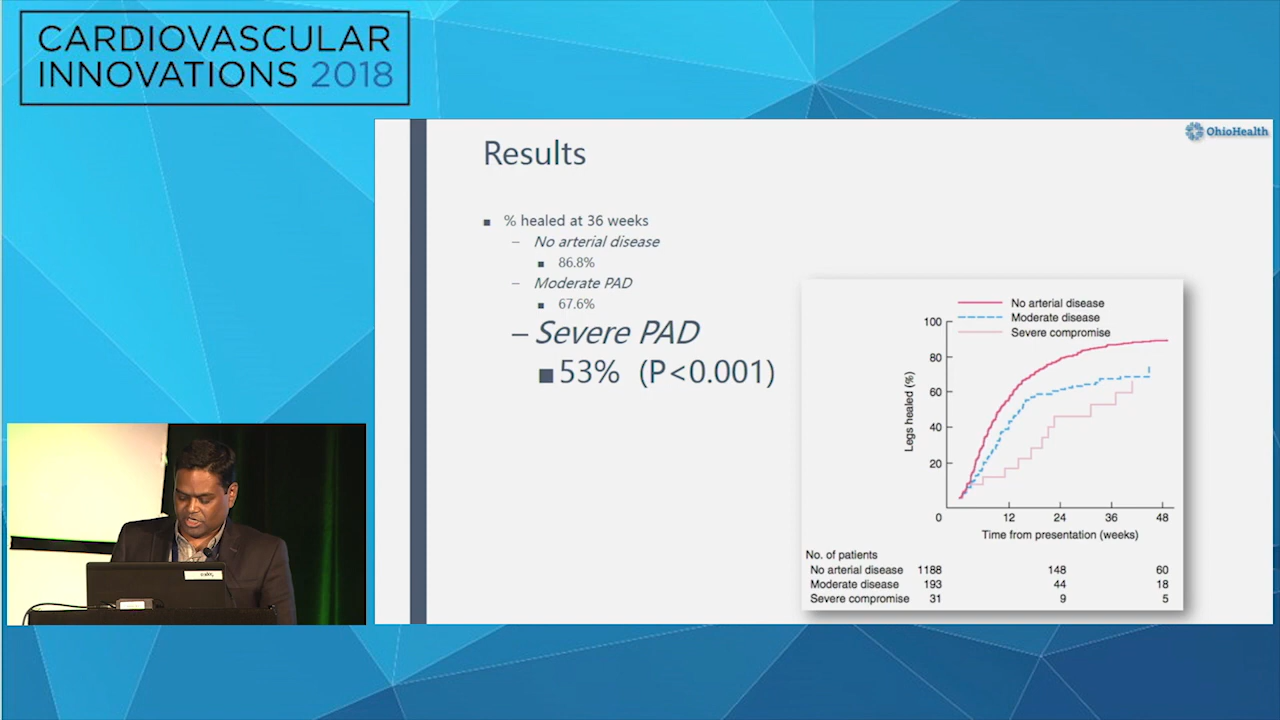 CARDIOVASCULAR
INNOVATIONS 2018
OhioHealth
Results
■ % healed at 36 weeks
– No arterial disease
■ 86.8%
– Moderate PAD
■ 67.6%
– Severe PAD
■ 53% (P<0.001)
No arterial disease
Moderate disease
Severe compromise
100
80
60
40
20
0
12 24 36 48
Legs healed (%)
Time from presentation (weeks)
No. of patients
No arterial disease 1188 148 60
Moderate disease 193 44 18
Severe compromise 31 9 5